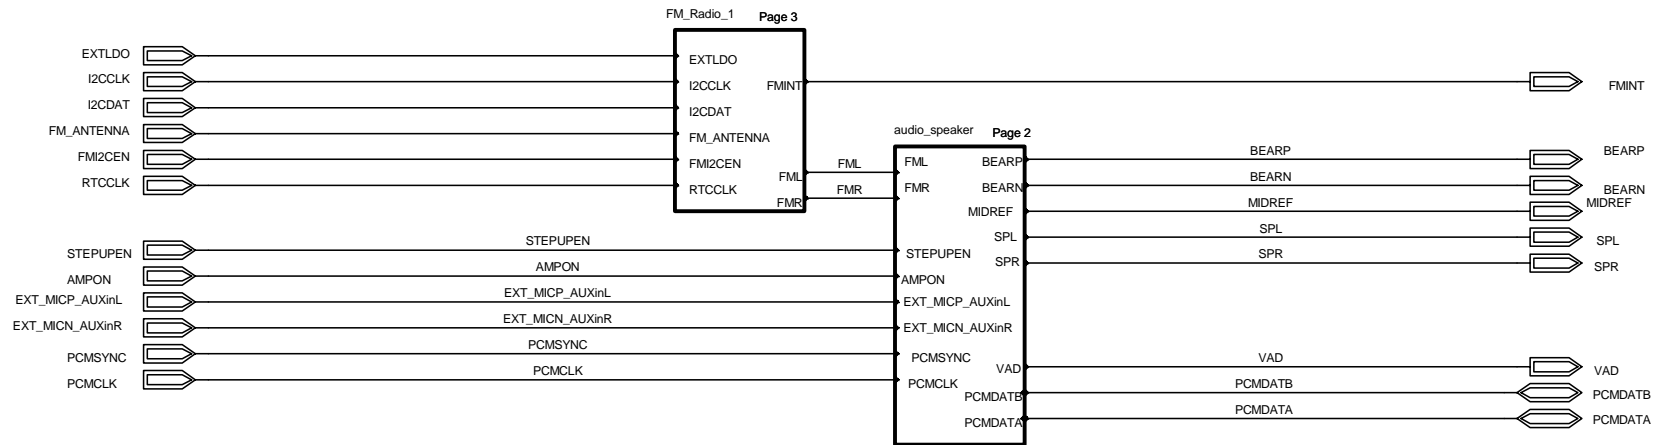 FM_Radio_1 Page 3
EXTLDO EXTLDO
I2CCLK I2CCLK FMINT FMINT
I2CDAT I2CDAT
FM_ANTENNA FM_ANTENNA
audio_speaker Page 2
FMI2CEN FMI2CEN FML FML BEARP BEARP BEARP
RTCCLK RTCCLK FML FMR FMR BEARN BEARN BEARN
FMR MIDREF MIDREF MIDREF
SPL SPL SPL
STEPUPEN STEPUPEN STEPUPEN SPR SPR SPR
AMPON AMPON AMPON
EXT_MICP_AUXinL EXT_MICP_AUXinL EXT_MICP_AUXinL
EXT_MICN_AUXinR EXT_MICN_AUXinR EXT_MICN_AUXinR
PCMSYNC PCMSYNC PCMSYNC VAD VAD VAD
PCMCLK PCMCLK PCMCLK PCMDATB PCMDATB PCMDATB
PCMDATA PCMDATA PCMDATA